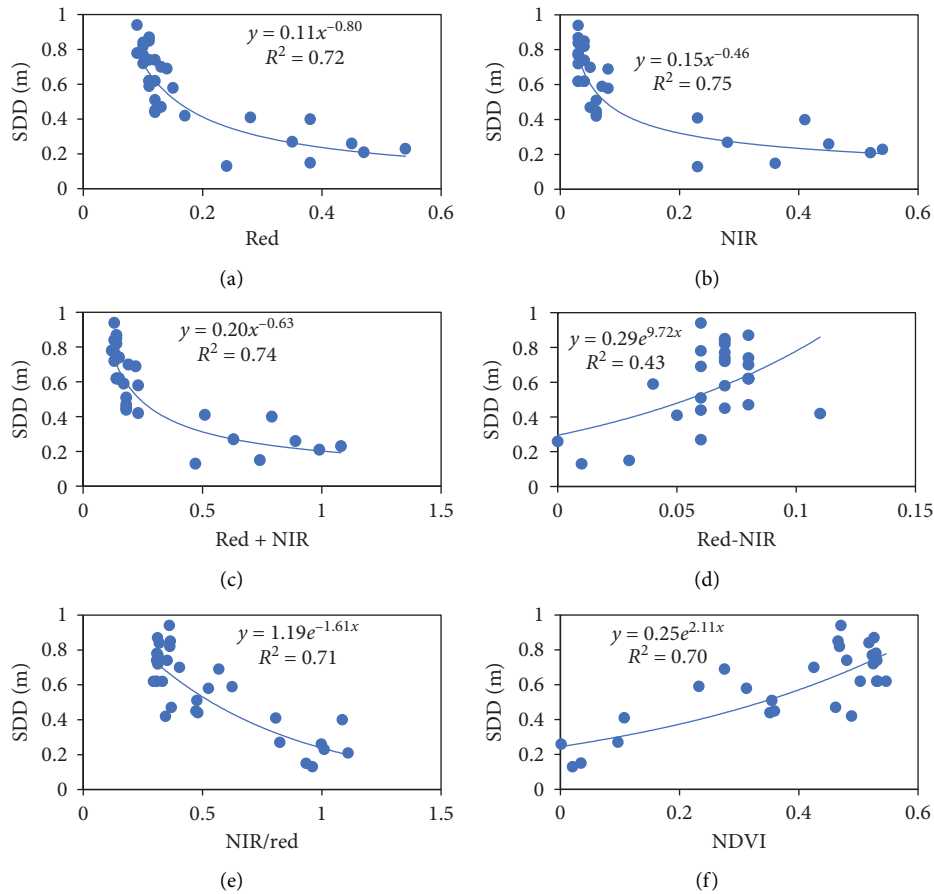 y = 0.11x^−0.80
R² = 0.72
SDD (m)
1
0.8
0.6
0.4
0.2
0
0 0.2 0.4 0.6
Red
(a)
y = 0.15x^−0.46
R² = 0.75
SDD (m)
1
0.8
0.6
0.4
0.2
0
0 0.2 0.4 0.6
NIR
(b)
y = 0.20x^−0.63
R² = 0.74
SDD (m)
1
0.8
0.6
0.4
0.2
0
0 0.5 1 1.5
Red + NIR
(c)
y = 0.29e^9.72x
R² = 0.43
SDD (m)
1
0.8
0.6
0.4
0.2
0
0 0.05 0.1 0.15
Red-NIR
(d)
y = 1.19e^−1.61x
R² = 0.71
SDD (m)
1
0.8
0.6
0.4
0.2
0
0 0.5 1 1.5
NIR/red
(e)
y = 0.25e^2.11x
R² = 0.70
SDD (m)
1
0.8
0.6
0.4
0.2
0
0 0.2 0.4 0.6
NDVI
(f)